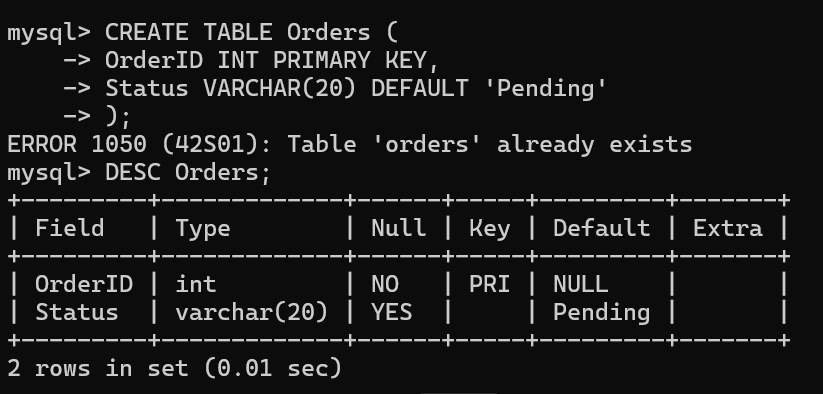 mysql> CREATE TABLE Orders (
    -> OrderID INT PRIMARY KEY,
    -> Status VARCHAR(20) DEFAULT 'Pending'
    -> );
ERROR 1050 (42S01): Table 'orders' already exists
mysql> DESC Orders;
+---------+-------------+------+-----+---------+-------+
| Field   | Type        | Null | Key | Default | Extra |
+---------+-------------+------+-----+---------+-------+
| OrderID | int         | NO   | PRI | NULL    |       |
| Status  | varchar(20) | YES  |     | Pending |       |
+---------+-------------+------+-----+---------+-------+
2 rows in set (0.01 sec)